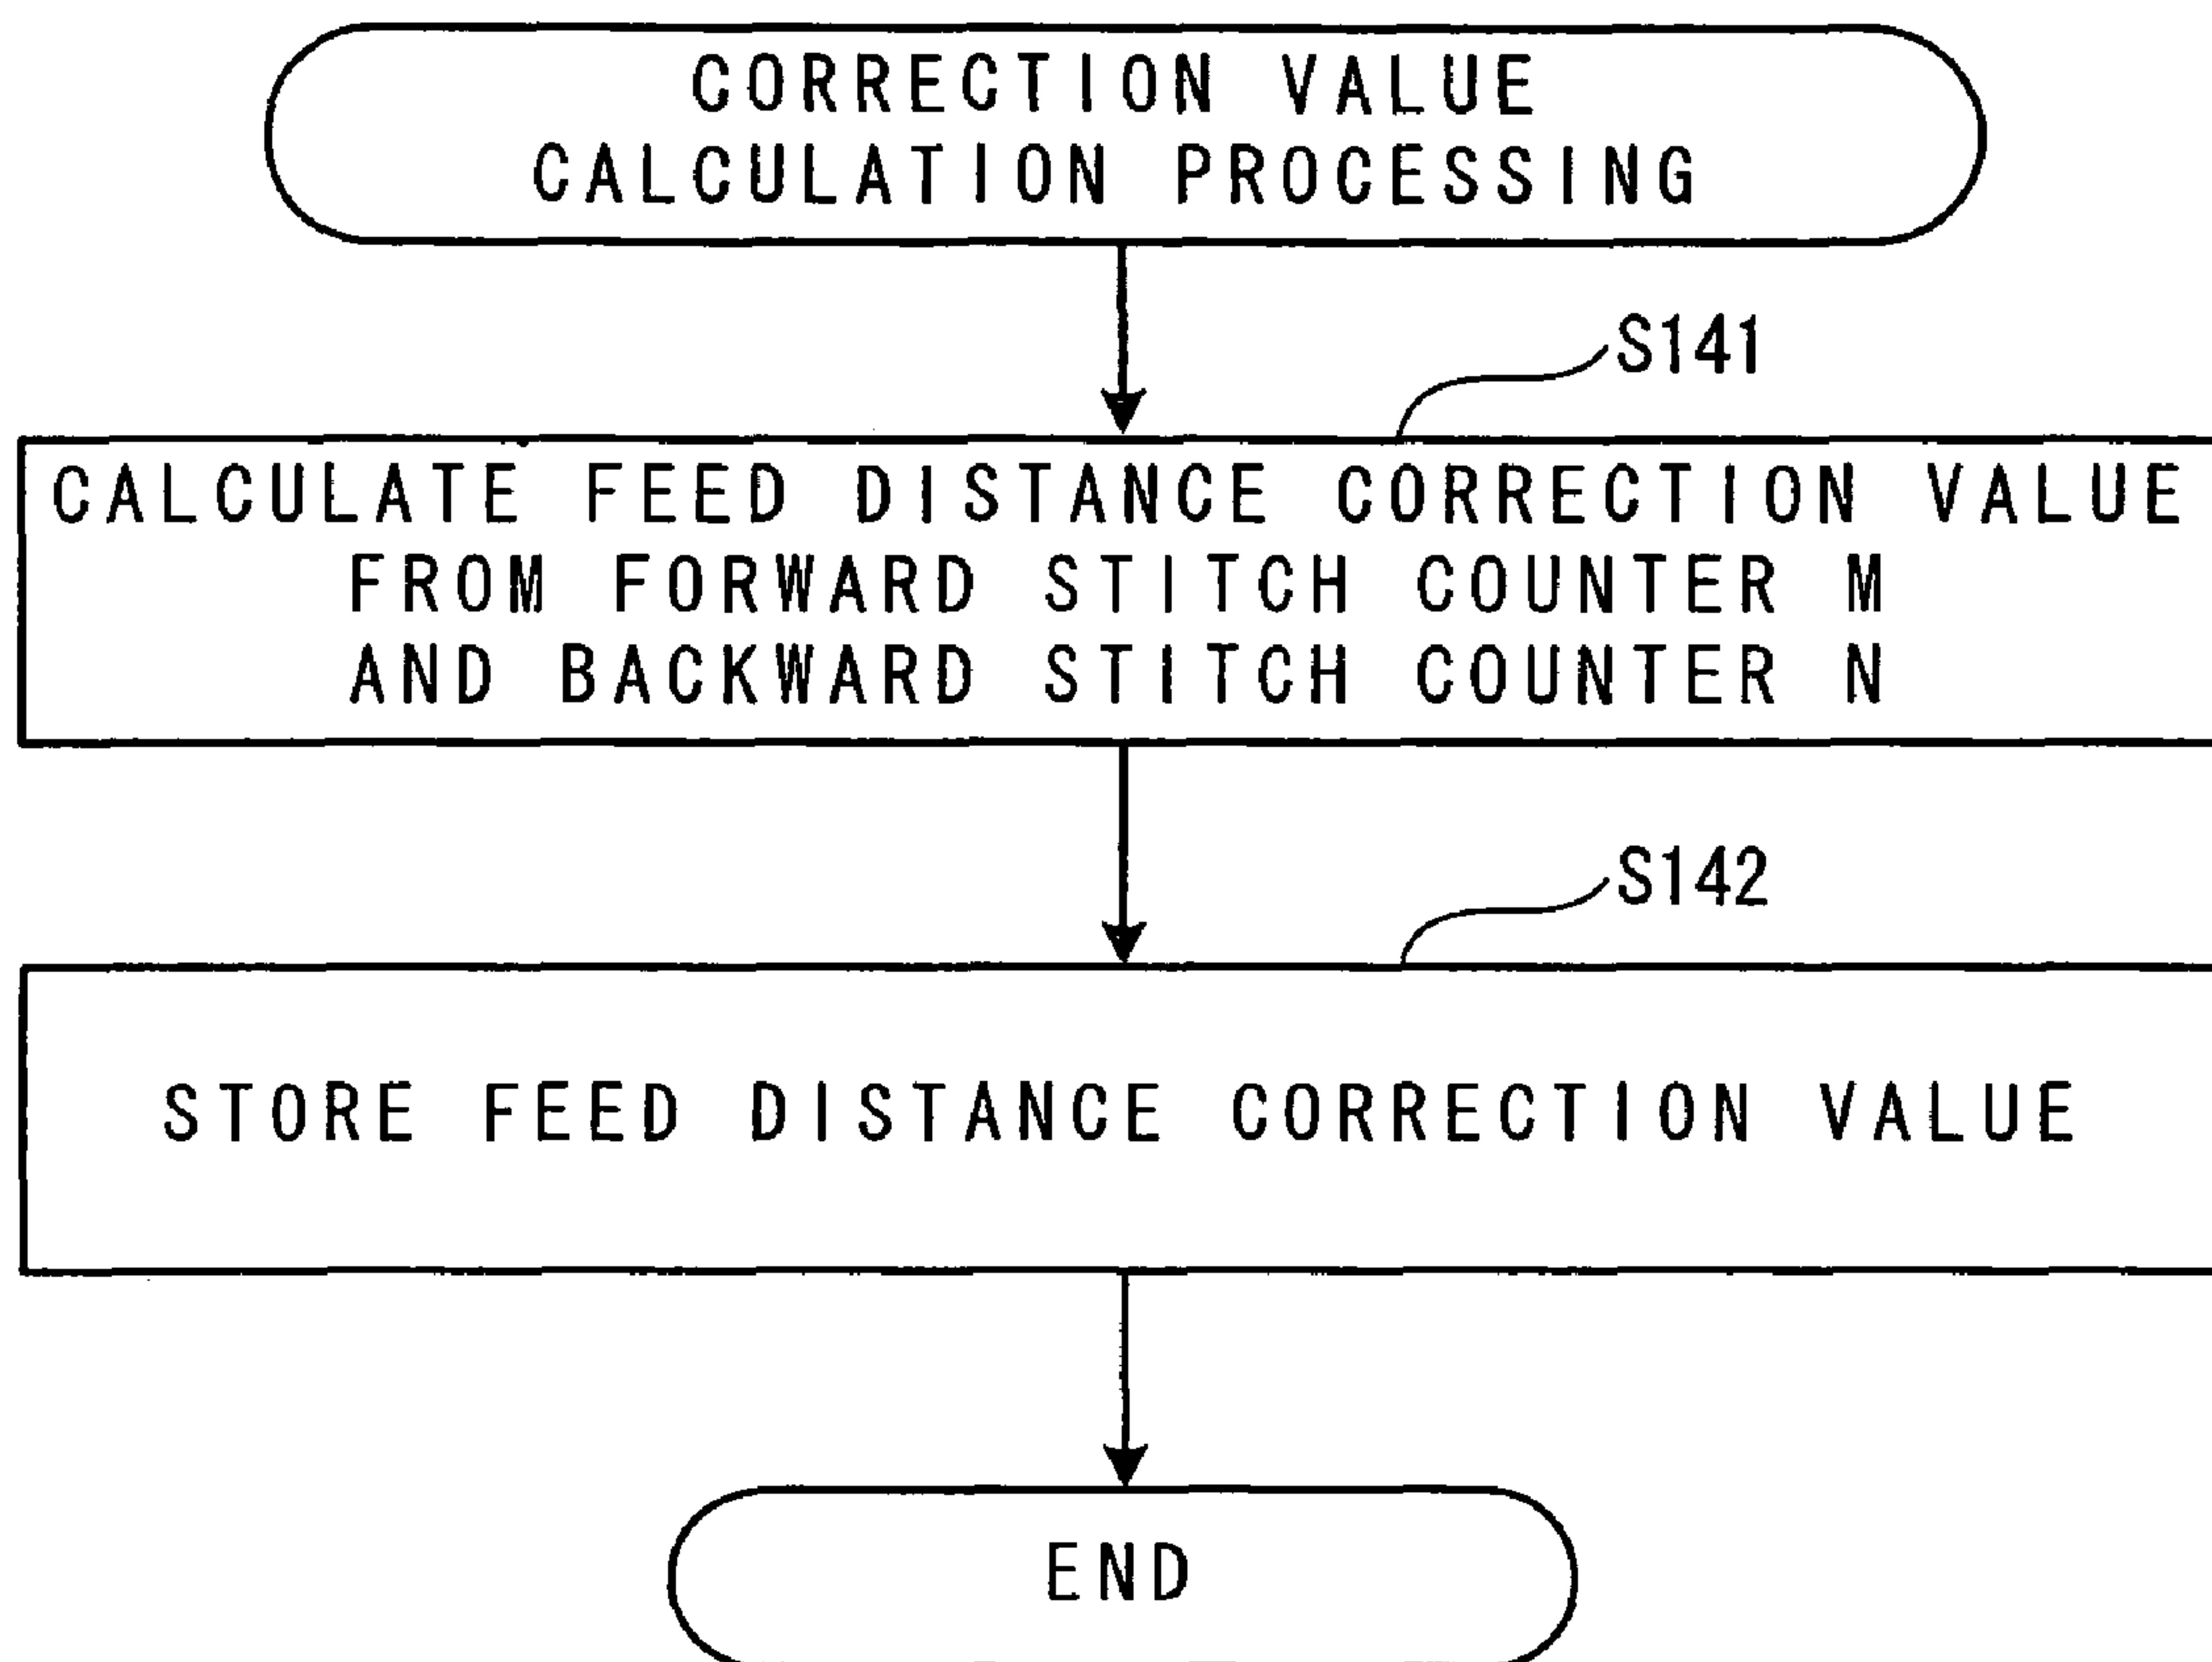 CORRECTION VALUE
CALCULATION PROCESSING
S141
CALCULATE FEED DISTANCE CORRECTION VALUE
FROM FORWARD STITCH COUNTER M
AND BACKWARD STITCH COUNTER N
S142
STORE FEED DISTANCE CORRECTION VALUE
END